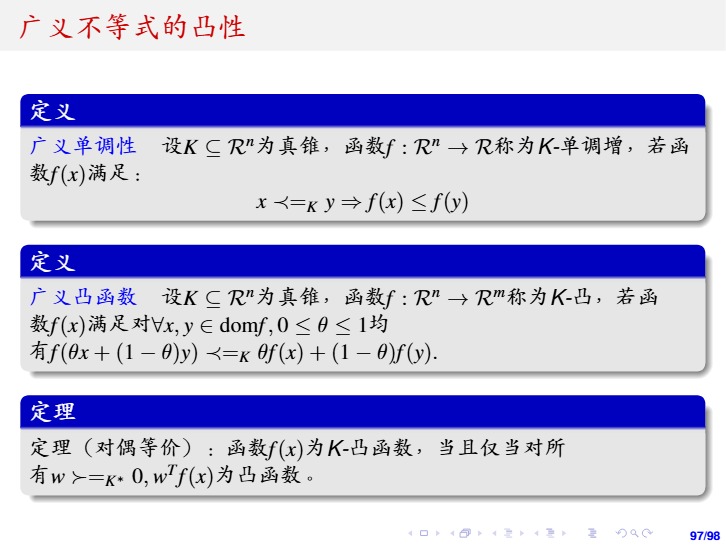 广义不等式的凸性
定义
广义单调性 设K ⊆ Rⁿ为真锥，函数f : Rⁿ → R称为K-单调增，若函
数f(x)满足：
x ≺=_K y ⇒ f(x) ≤ f(y)
定义
广义凸函数 设K ⊆ Rⁿ为真锥，函数f : Rⁿ → Rᵐ称为K-凸，若函
数f(x)满足对∀x, y ∈ domf, 0 ≤ θ ≤ 1均
有f(θx + (1 − θ)y) ≺=_K θf(x) + (1 − θ)f(y).
定理
定理（对偶等价）：函数f(x)为K-凸函数，当且仅当对所
有w ≻=_{K*} 0, wᵀf(x)为凸函数。
97/98